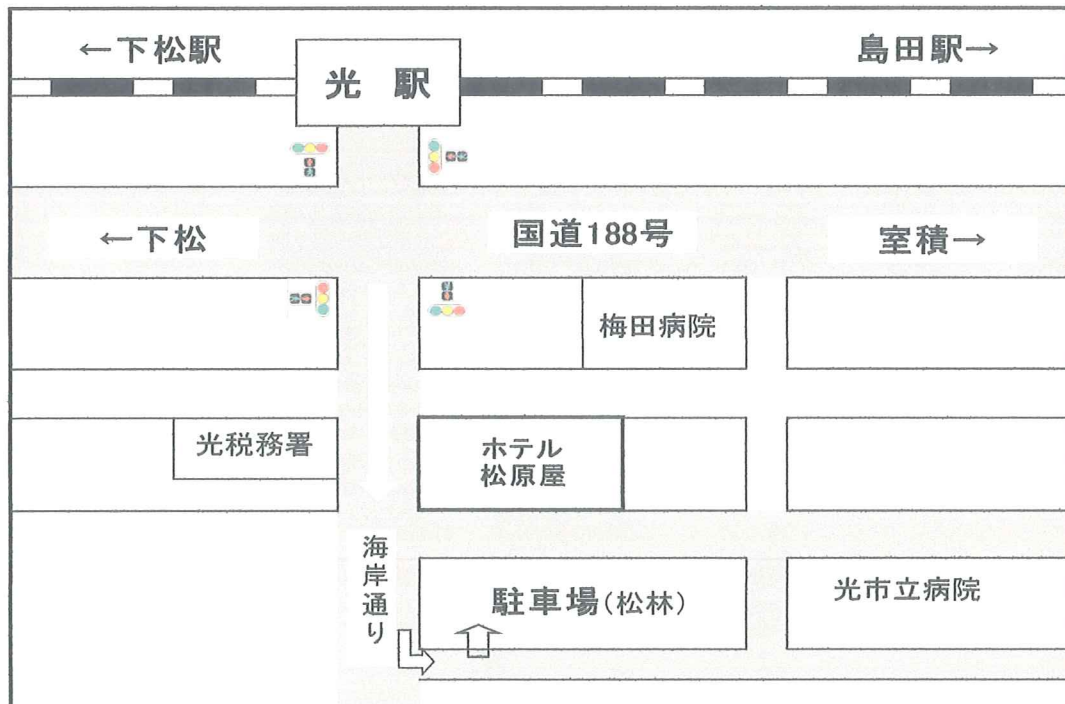 ←下松駅
光 駅
島田駅→
←下松
国道188号
室積→
梅田病院
光税務署
ホテル
松原屋
海岸通り
駐車場(松林)
光市立病院